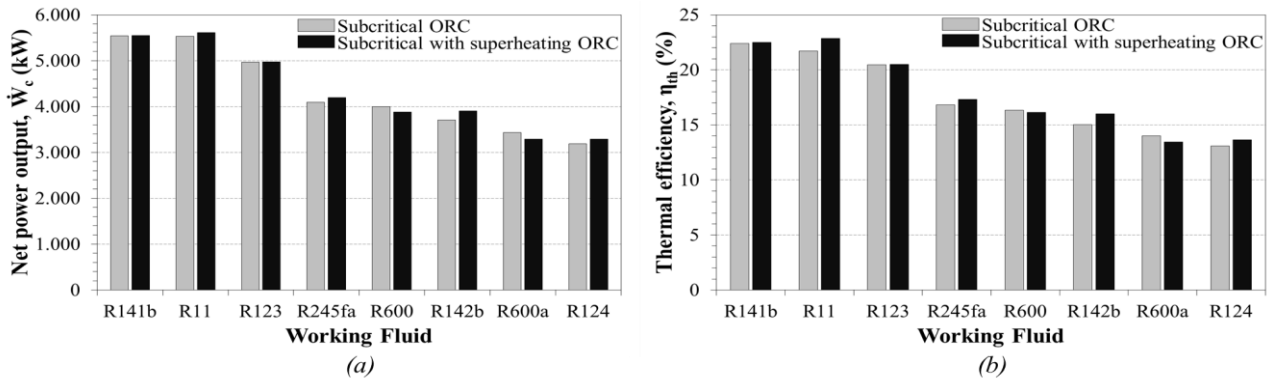 Net power output, Ẇc (kW)
6.000
5.000
4.000
3.000
2.000
1.000
0
Subcritical ORC
Subcritical with superheating ORC
R141b R11 R123 R245fa R600 R142b R600a R124
Working Fluid
(a)
Thermal efficiency, ηth (%)
25
20
15
10
5
0
Subcritical ORC
Subcritical with superheating ORC
R141b R11 R123 R245fa R600 R142b R600a R124
Working Fluid
(b)